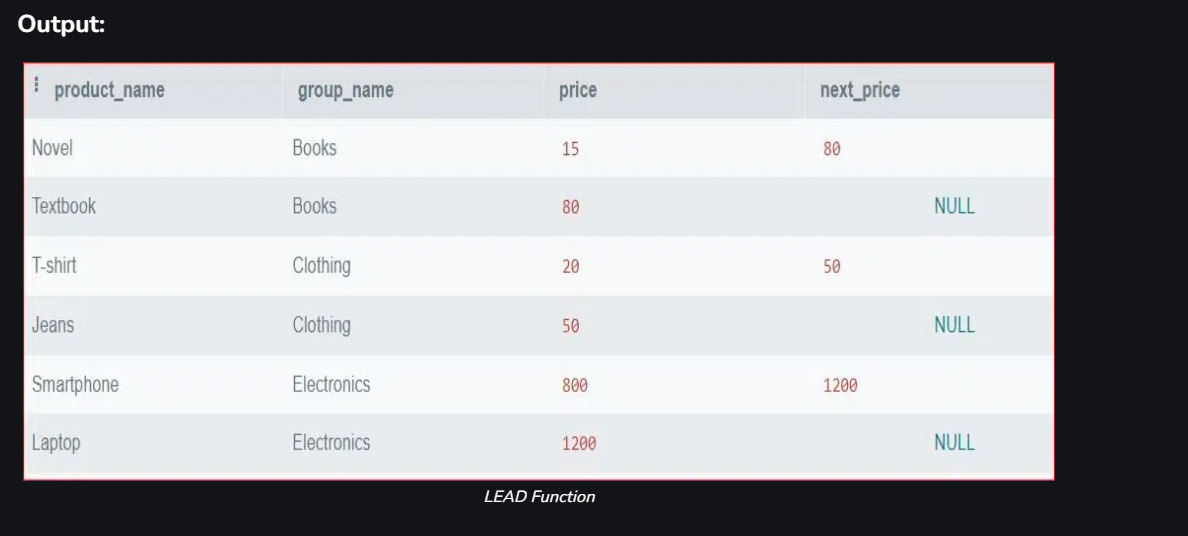 Output:
product_name group_name price next_price
Novel Books 15 80
Textbook Books 80 NULL
T-shirt Clothing 20 50
Jeans Clothing 50 NULL
Smartphone Electronics 800 1200
Laptop Electronics 1200 NULL
LEAD Function